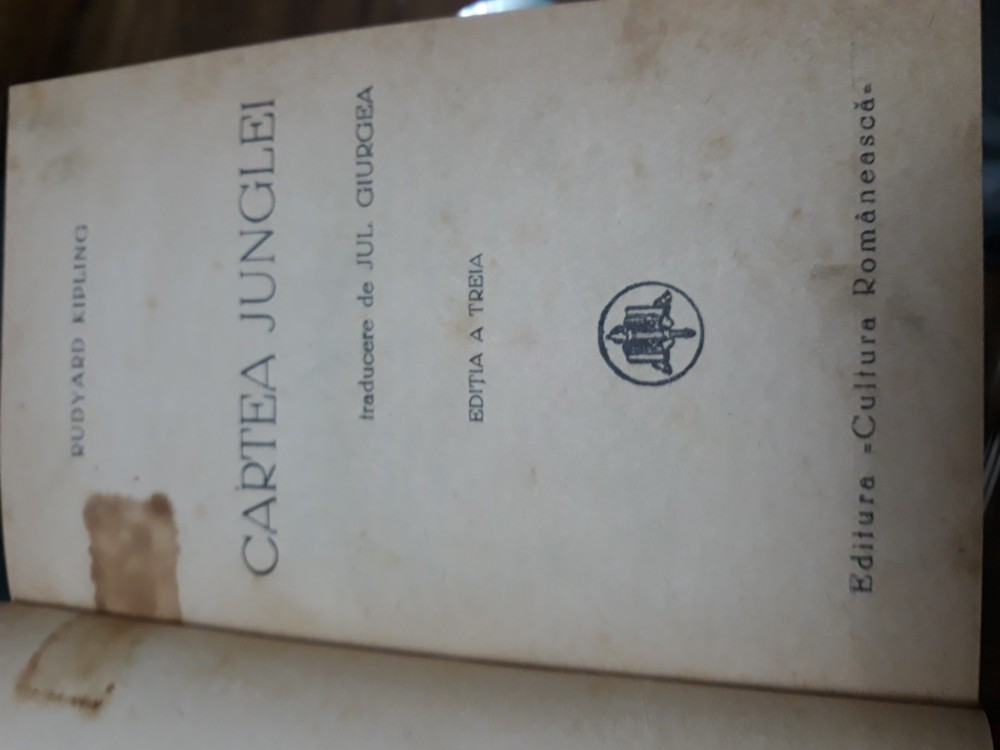 RUDYARD KIPLING
CARTEA JUNGLEI
traducere de JUL. GIURGEA
EDIȚIA A TREIA
Editura „Cultura Românească"